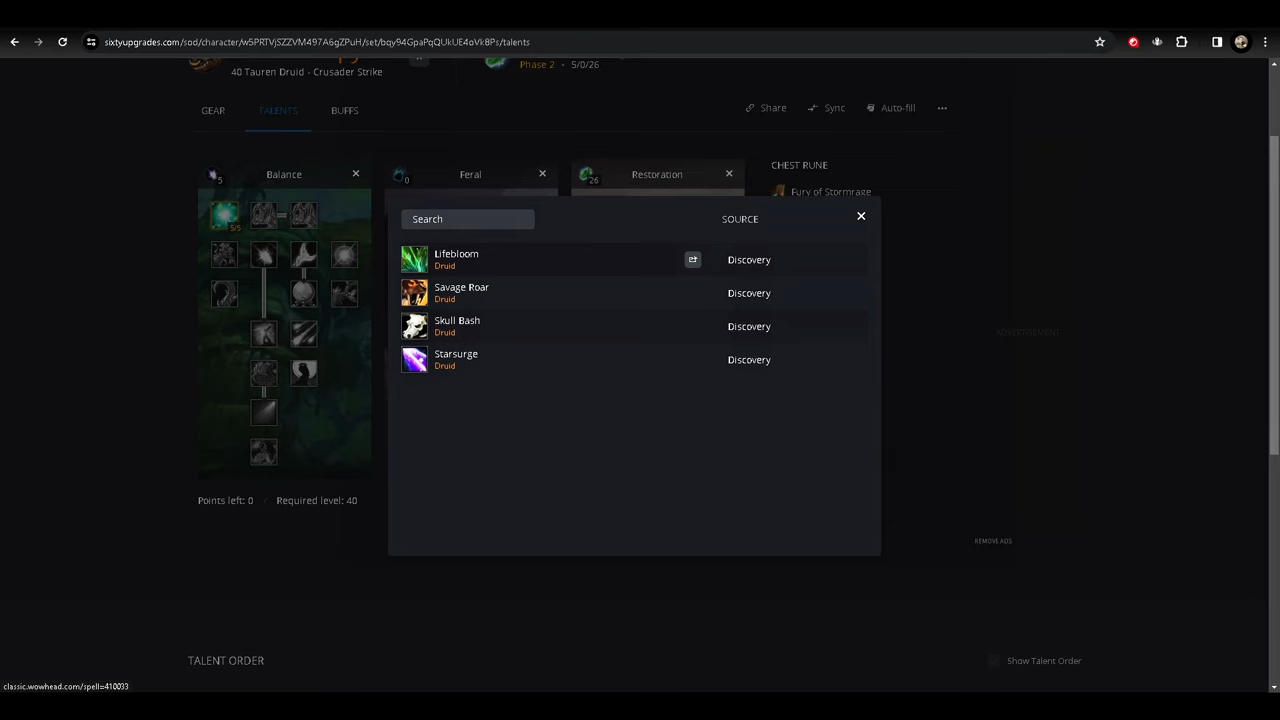 sixtyupgrades.com/sod/character/w5PRTVjSZZVM497A6gZPuH/set/bqy94GpaPqQUkUE4oVk8Ps/talents
40 Tauren Druid - Crusader Strike
Phase 2 • 5/0/26
GEAR
TALENTS
BUFFS
Share
Sync
Auto-fill
5
Balance
0
Feral
26
Restoration
CHEST RUNE
Fury of Stormrage
5/5
Search
SOURCE
Lifebloom
Druid
Discovery
Savage Roar
Druid
Discovery
Skull Bash
Druid
Discovery
Starsurge
Druid
Discovery
ADVERTISEMENT
Points left: 0 / Required level: 40
REMOVE ADS
TALENT ORDER
Show Talent Order
classic.wowhead.com/spell=410033